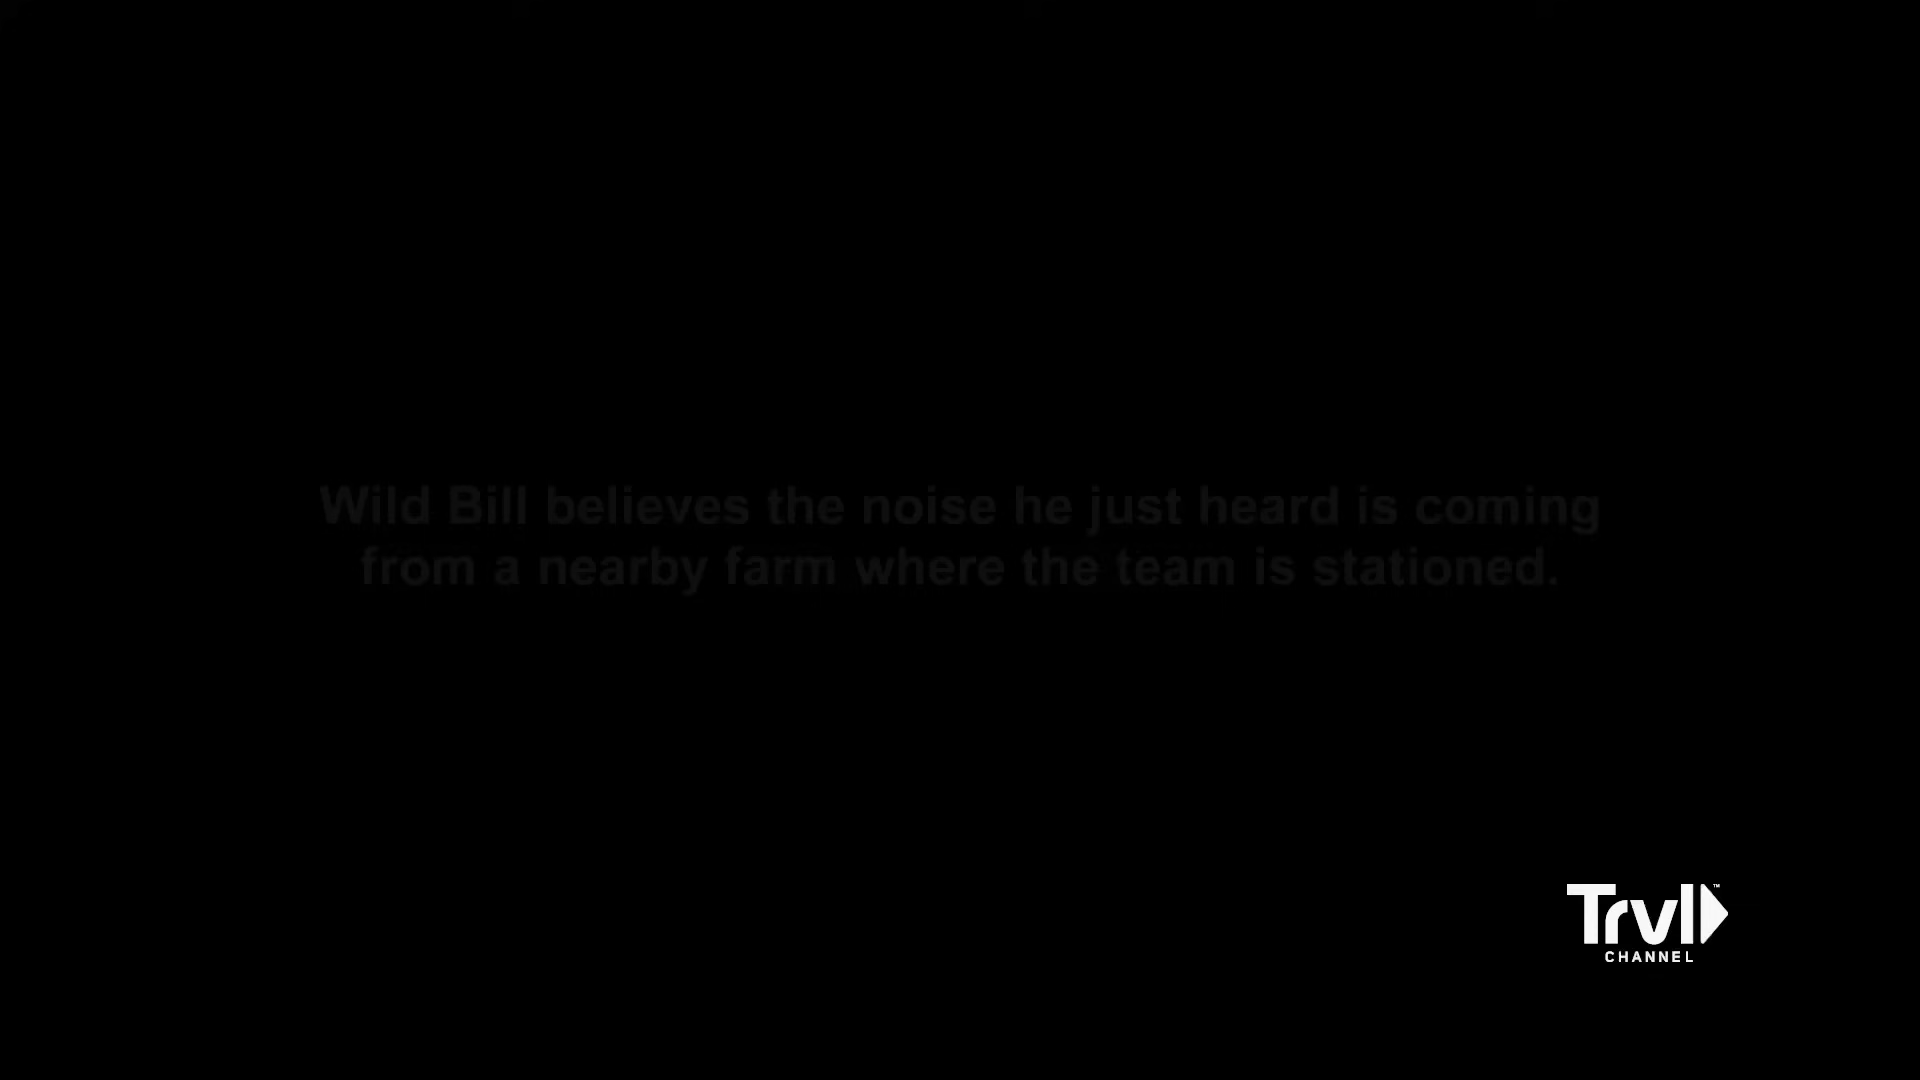 Wild Bill believes the noise he just heard is coming
from a nearby farm where the team is stationed.
Trvl™
CHANNEL